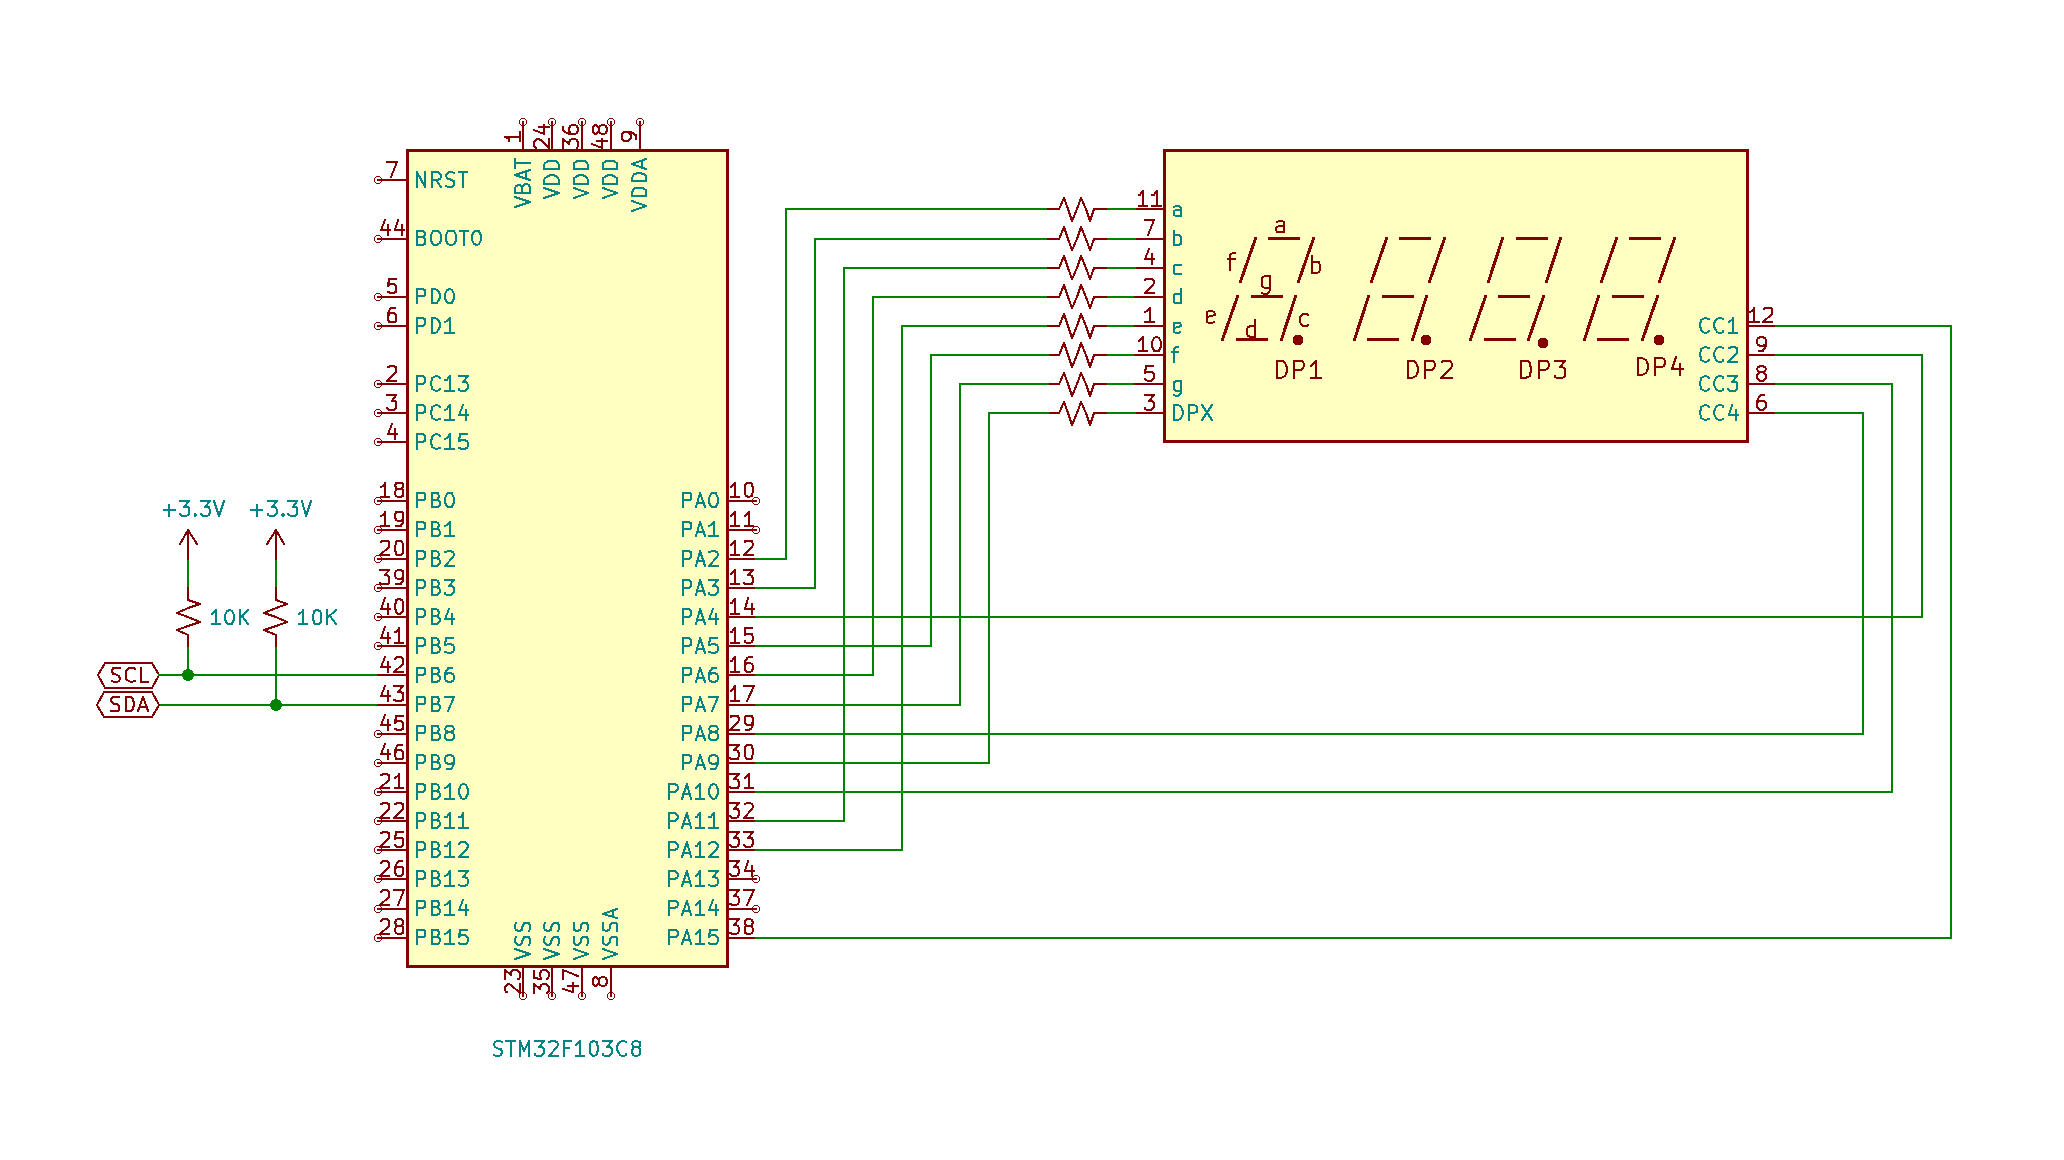 1 24 36 48 9
VBAT VDD VDD VDD VDDA
7 NRST
44 BOOT0
5 PD0
6 PD1
2 PC13
3 PC14
4 PC15
18 PB0
19 PB1
20 PB2
39 PB3
40 PB4
41 PB5
42 PB6
43 PB7
45 PB8
46 PB9
21 PB10
22 PB11
25 PB12
26 PB13
27 PB14
28 PB15
+3.3V +3.3V
10K 10K
SCL
SDA
PA0 10
PA1 11
PA2 12
PA3 13
PA4 14
PA5 15
PA6 16
PA7 17
PA8 29
PA9 30
PA10 31
PA11 32
PA12 33
PA13 34
PA14 37
PA15 38
VSS VSS VSS VSSA
23 35 47 8
STM32F103C8
11 a
7 b
4 c
2 d
1 e
10 f
5 g
3 DPX
a
f b
g
e c
d
DP1 DP2 DP3 DP4
CC1 12
CC2 9
CC3 8
CC4 6